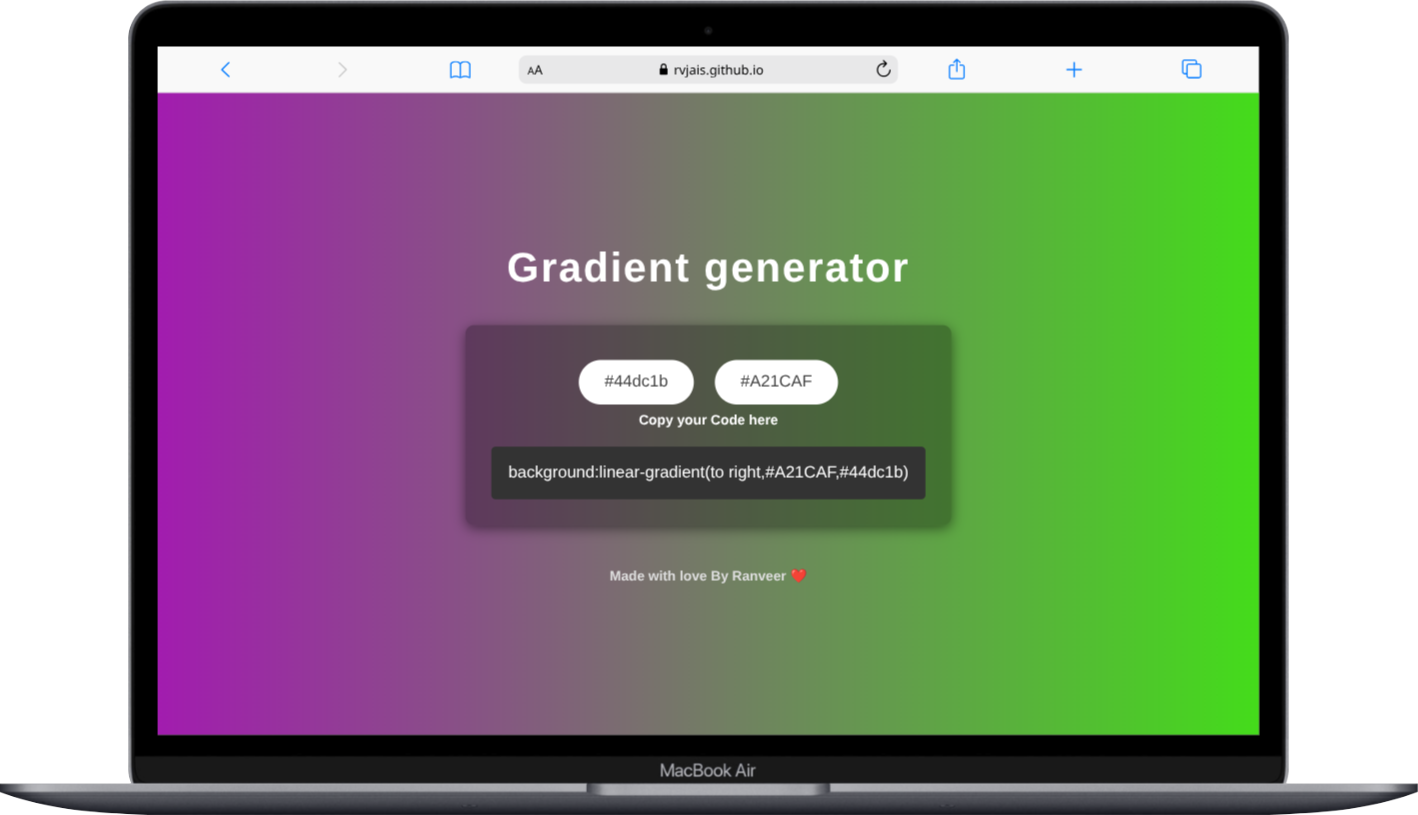 AA
rvjais.github.io
Gradient generator
#44dc1b
#A21CAF
Copy your Code here
background:linear-gradient(to right,#A21CAF,#44dc1b)
Made with love By Ranveer ❤️
MacBook Air